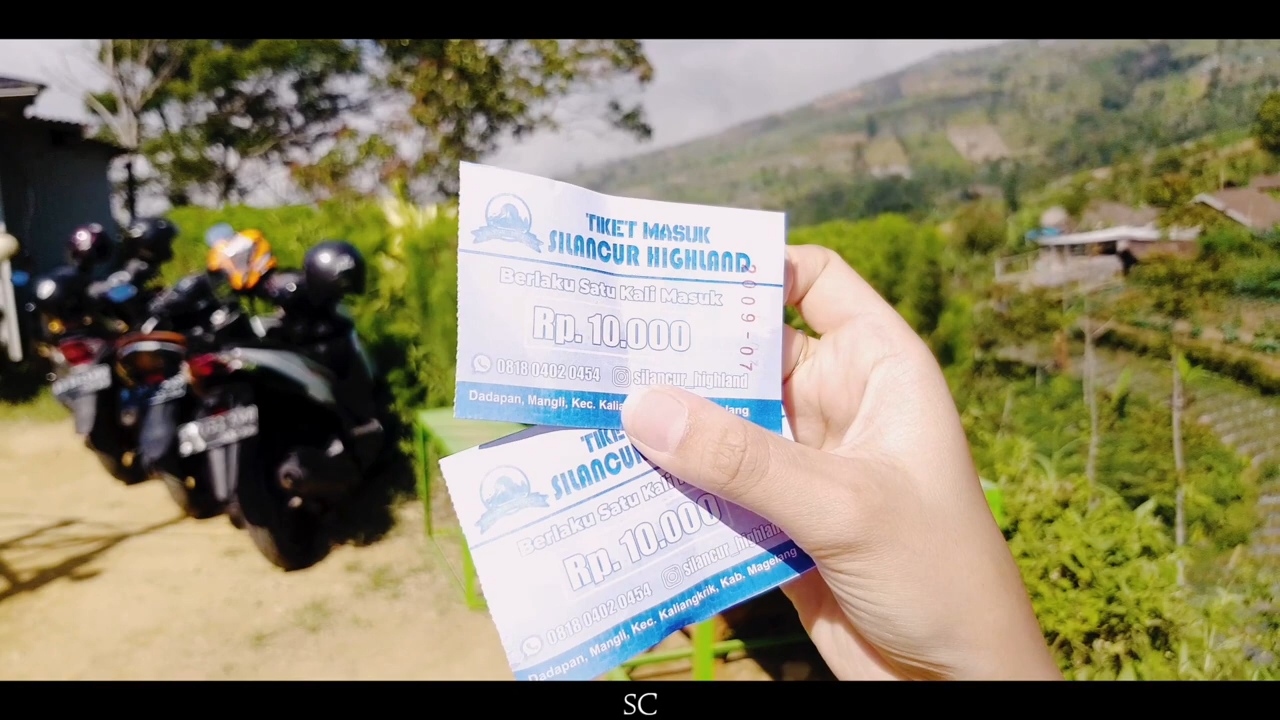 TIKET MASUK
SILANCUR HIGHLAND
Berlaku Satu Kali Masuk
Rp. 10.000
0818 0402 0454 silancur_highland
Dadapan, Mangli, Kec.
SILANCUR
Berlaku Satu Kali
Rp. 10.000
0818 0402 0454 silancur_highland
Dadapan, Mangli, Kec. Kaliangkrik, Kab. Magelang
SC